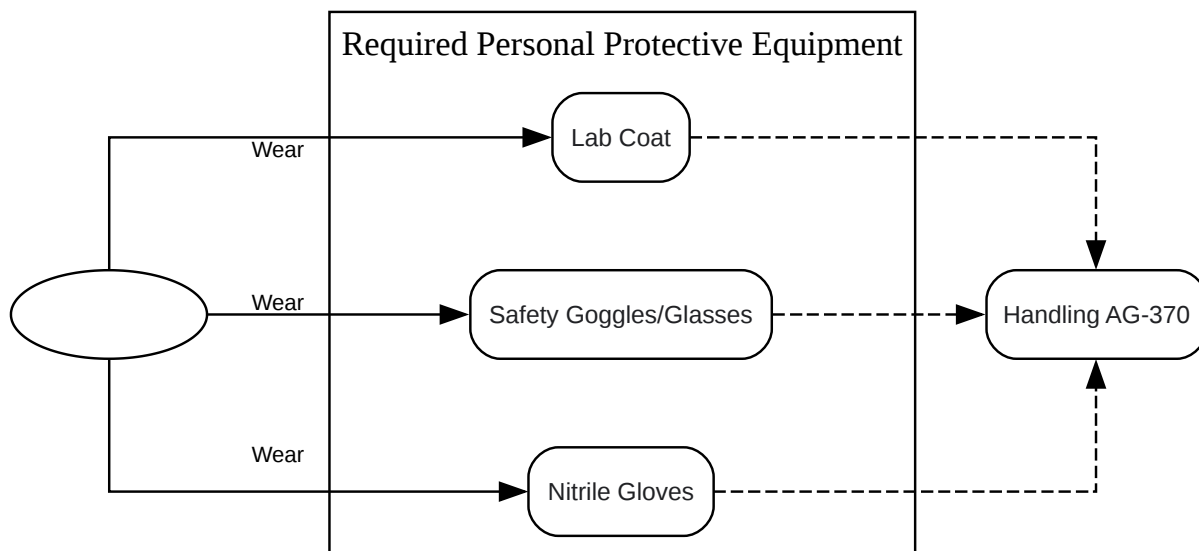 Required Personal Protective Equipment
Lab Coat
Wear
Wear
Safety Goggles/Glasses
Handling AG-370
Wear
Nitrile Gloves